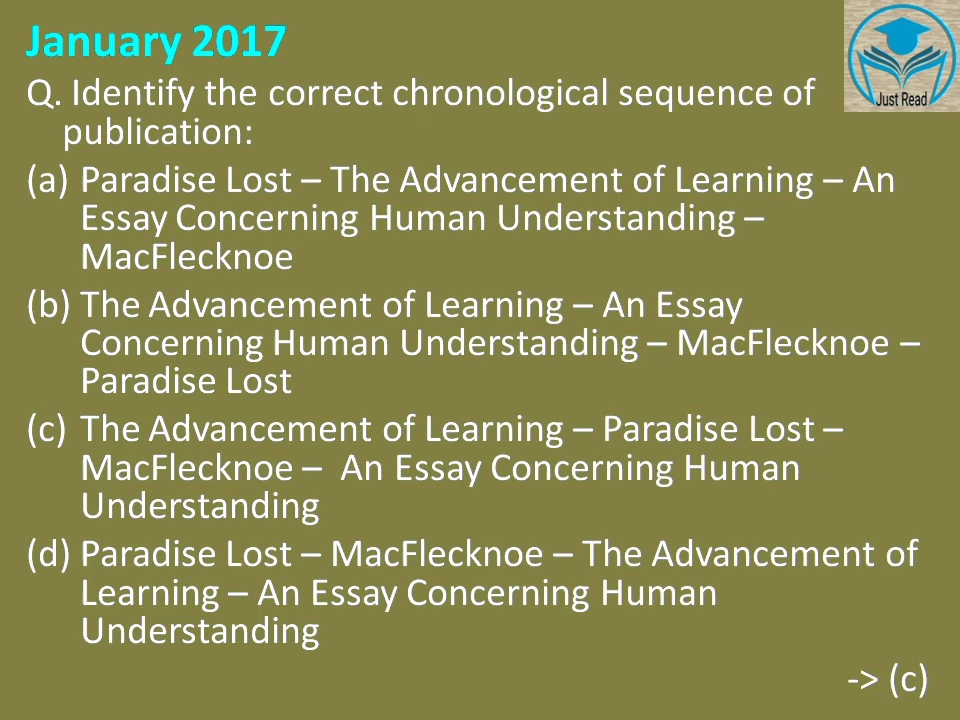 January 2017
Just Read
Q. Identify the correct chronological sequence of
publication:
(a) Paradise Lost – The Advancement of Learning – An
Essay Concerning Human Understanding –
MacFlecknoe
(b) The Advancement of Learning – An Essay
Concerning Human Understanding – MacFlecknoe –
Paradise Lost
(c) The Advancement of Learning – Paradise Lost –
MacFlecknoe – An Essay Concerning Human
Understanding
(d) Paradise Lost – MacFlecknoe – The Advancement of
Learning – An Essay Concerning Human
Understanding
-> (c)